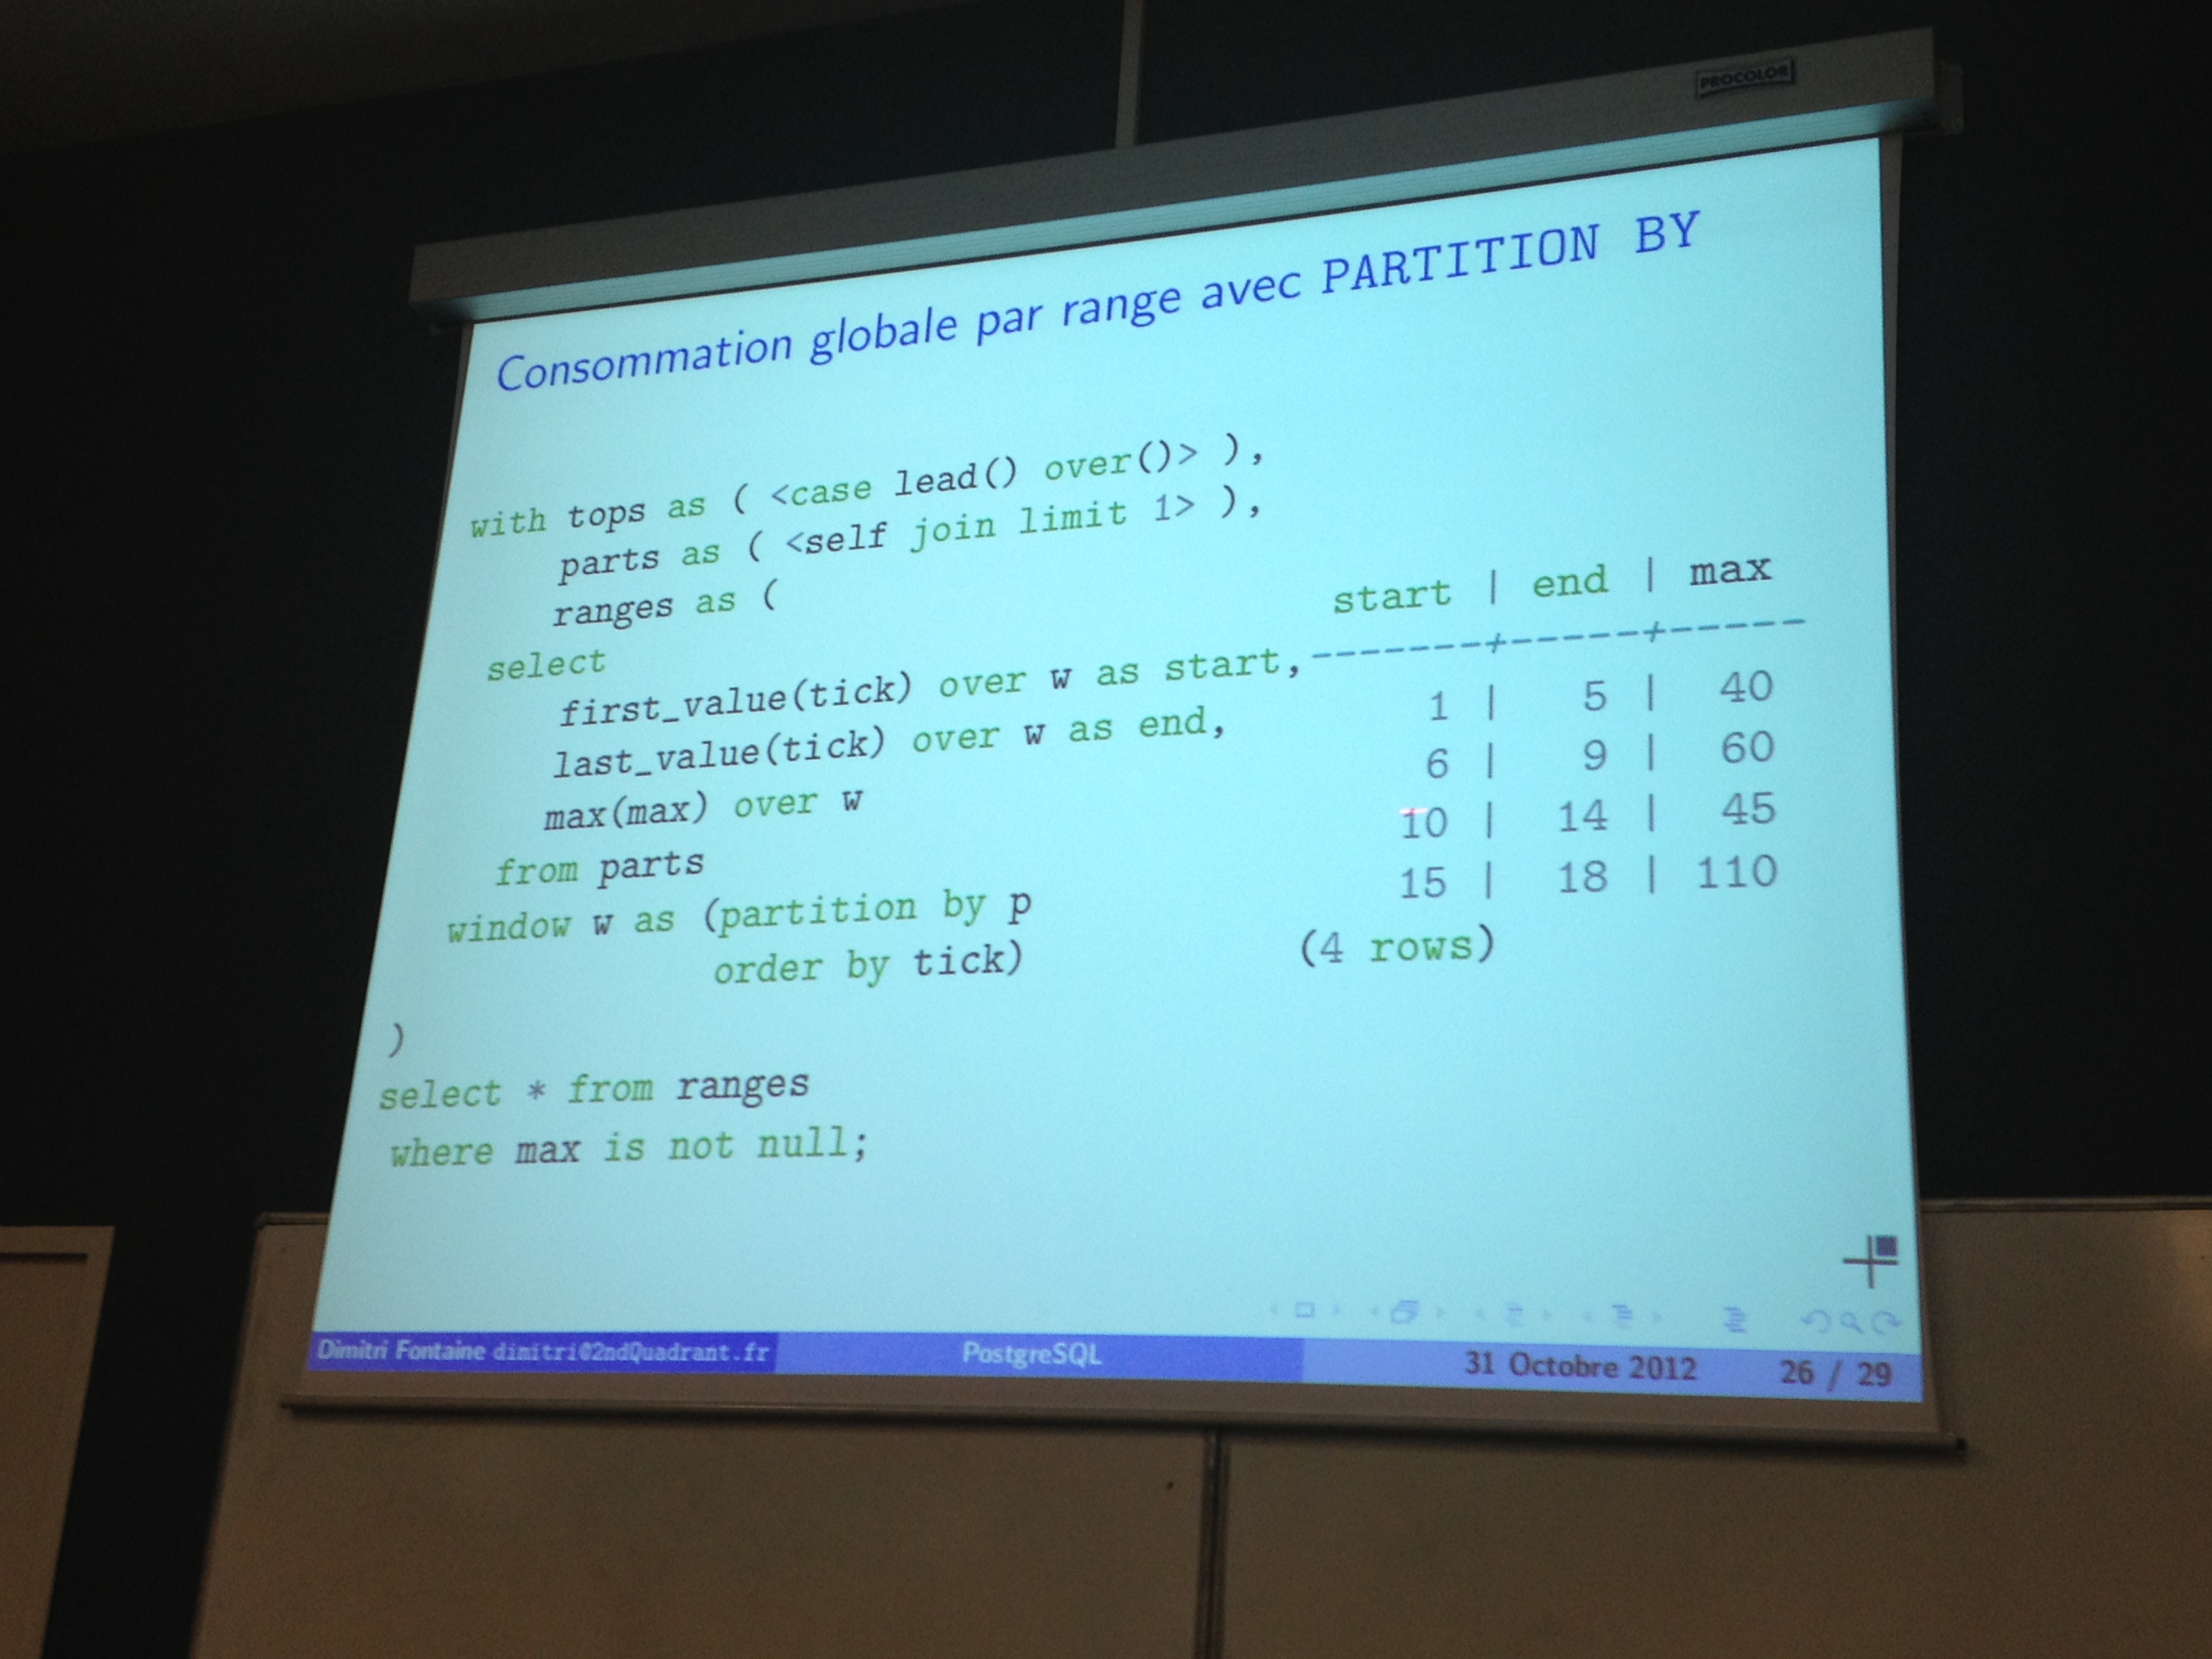 PROCOLOR
Consommation globale par range avec PARTITION BY
with tops as ( <case lead() over()> ),
parts as ( <self join limit 1> ),
ranges as (
select
first_value(tick) over w as start,
last_value(tick) over w as end,
max(max) over w
from parts
window w as (partition by p
order by tick)
)
select * from ranges
where max is not null;
start | end | max
-------+-----+-----
1 | 5 | 40
6 | 9 | 60
10 | 14 | 45
15 | 18 | 110
(4 rows)
Dimitri Fontaine dimitri@2ndQuadrant.fr
PostgreSQL
31 Octobre 2012
26 / 29